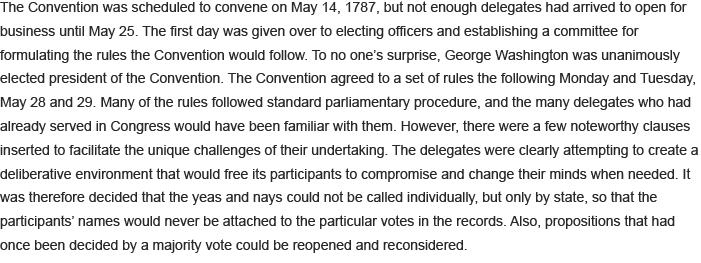 The Convention was scheduled to convene on May 14, 1787, but not enough delegates had arrived to open for
business until May 25. The first day was given over to electing officers and establishing a committee for
formulating the rules the Convention would follow. To no one’s surprise, George Washington was unanimously
elected president of the Convention. The Convention agreed to a set of rules the following Monday and Tuesday,
May 28 and 29. Many of the rules followed standard parliamentary procedure, and the many delegates who had
already served in Congress would have been familiar with them. However, there were a few noteworthy clauses
inserted to facilitate the unique challenges of their undertaking. The delegates were clearly attempting to create a
deliberative environment that would free its participants to compromise and change their minds when needed. It
was therefore decided that the yeas and nays could not be called individually, but only by state, so that the
participants’ names would never be attached to the particular votes in the records. Also, propositions that had
once been decided by a majority vote could be reopened and reconsidered.